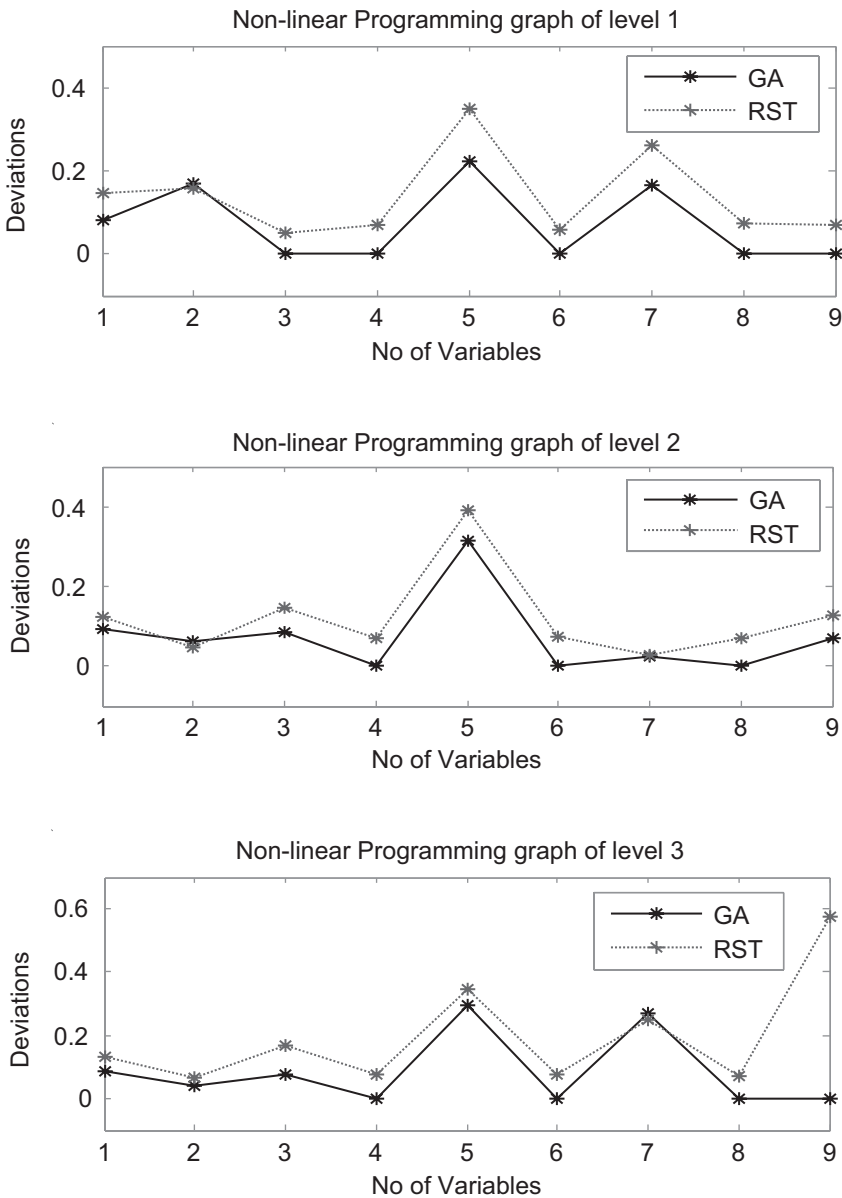 Non-linear Programming graph of level 1
0.4
0.2
0
Deviations
GA
RST
1 2 3 4 5 6 7 8 9
No of Variables
Non-linear Programming graph of level 2
0.4
0.2
0
Deviations
GA
RST
1 2 3 4 5 6 7 8 9
No of Variables
Non-linear Programming graph of level 3
0.6
0.4
0.2
0
Deviations
GA
RST
1 2 3 4 5 6 7 8 9
No of Variables